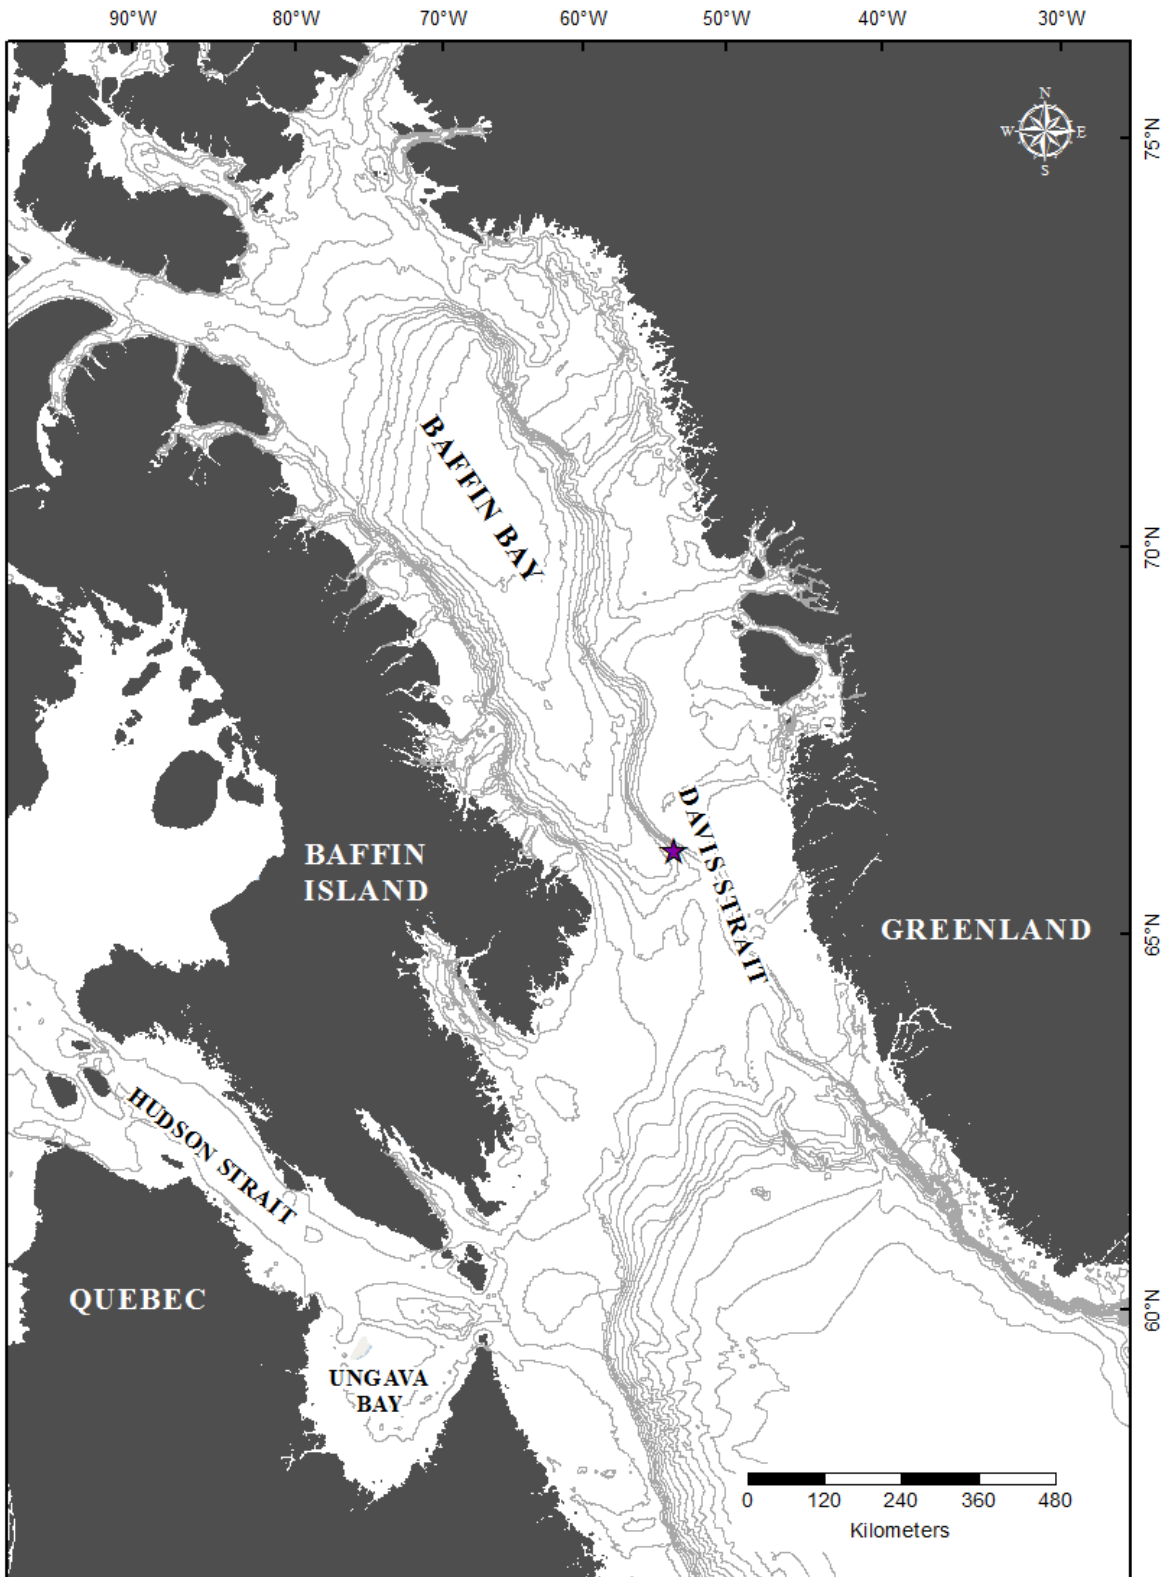 90°W 80°W 70°W 60°W 50°W 40°W 30°W
N
W E
S
75°N
BAFFIN BAY
70°N
DAVIS STRAIT
BAFFIN
ISLAND
GREENLAND
65°N
HUDSON STRAIT
QUEBEC
60°N
UNGAVA
BAY
0 120 240 360 480
Kilometers